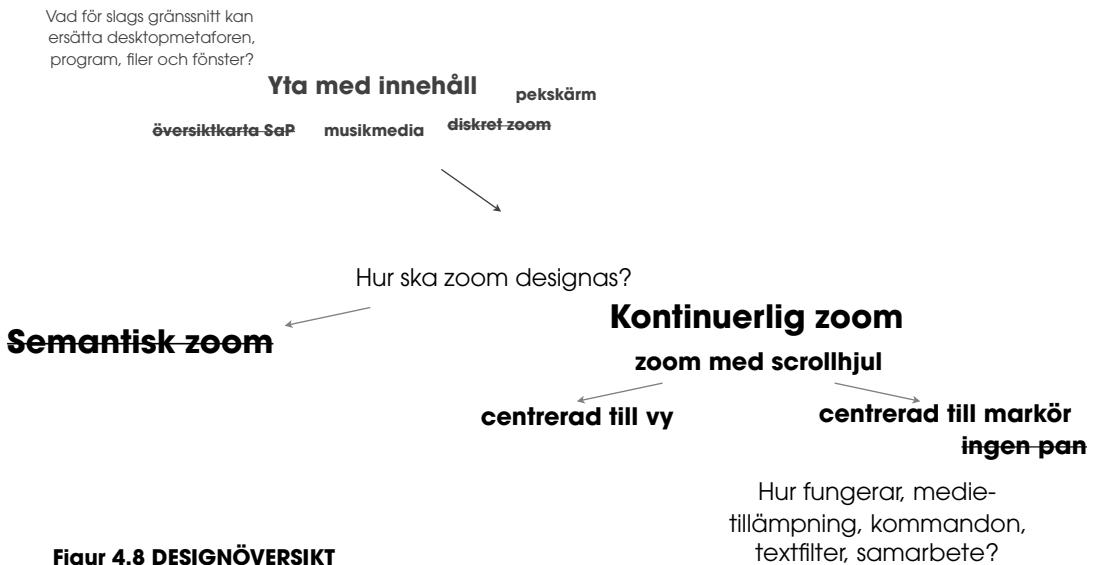 Vad för slags gränssnitt kan
ersätta desktopmetaforen,
program, filer och fönster?
Yta med innehåll
pekskärm
översiktkarta SaP
musikmedia
diskret zoom
Hur ska zoom designas?
Semantisk zoom
Kontinuerlig zoom
zoom med scrollhjul
centrerad till vy
centrerad till markör
ingen pan
Hur fungerar, medie-
tillämpning, kommandon,
textfilter, samarbete?
Figur 4.8 DESIGNÖVERSIKT